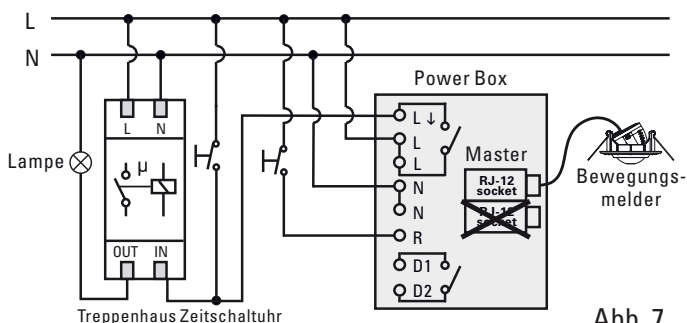 L
N
Power Box
L N
L ↓
L
L
Master
RJ-12 socket
RJ-12 socket
Lampe
µ
N
N
R
Bewegungs-
melder
OUT IN
D1
D2
Treppenhaus Zeitschaltuhr
Abb. 7